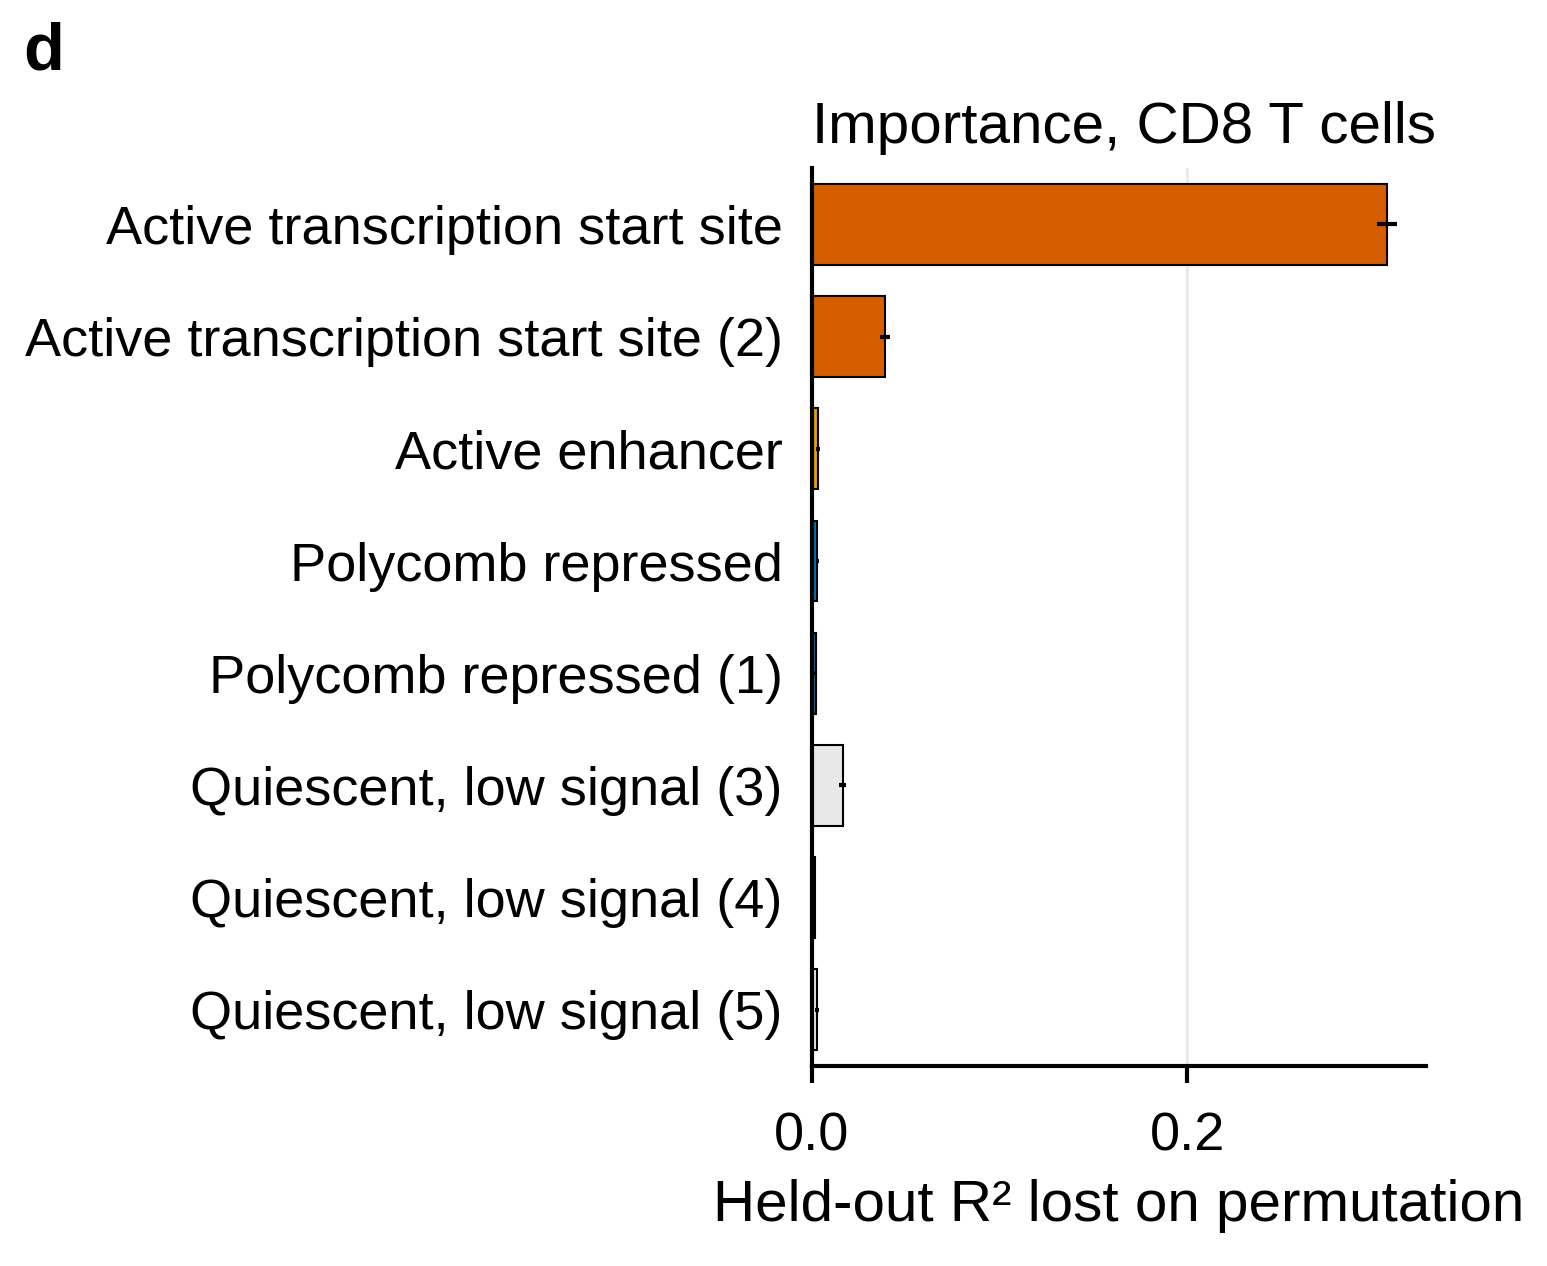 d
Importance, CD8 T cells
Active transcription start site
Active transcription start site (2)
Active enhancer
Polycomb repressed
Polycomb repressed (1)
Quiescent, low signal (3)
Quiescent, low signal (4)
Quiescent, low signal (5)
0.0 0.2
Held-out R² lost on permutation